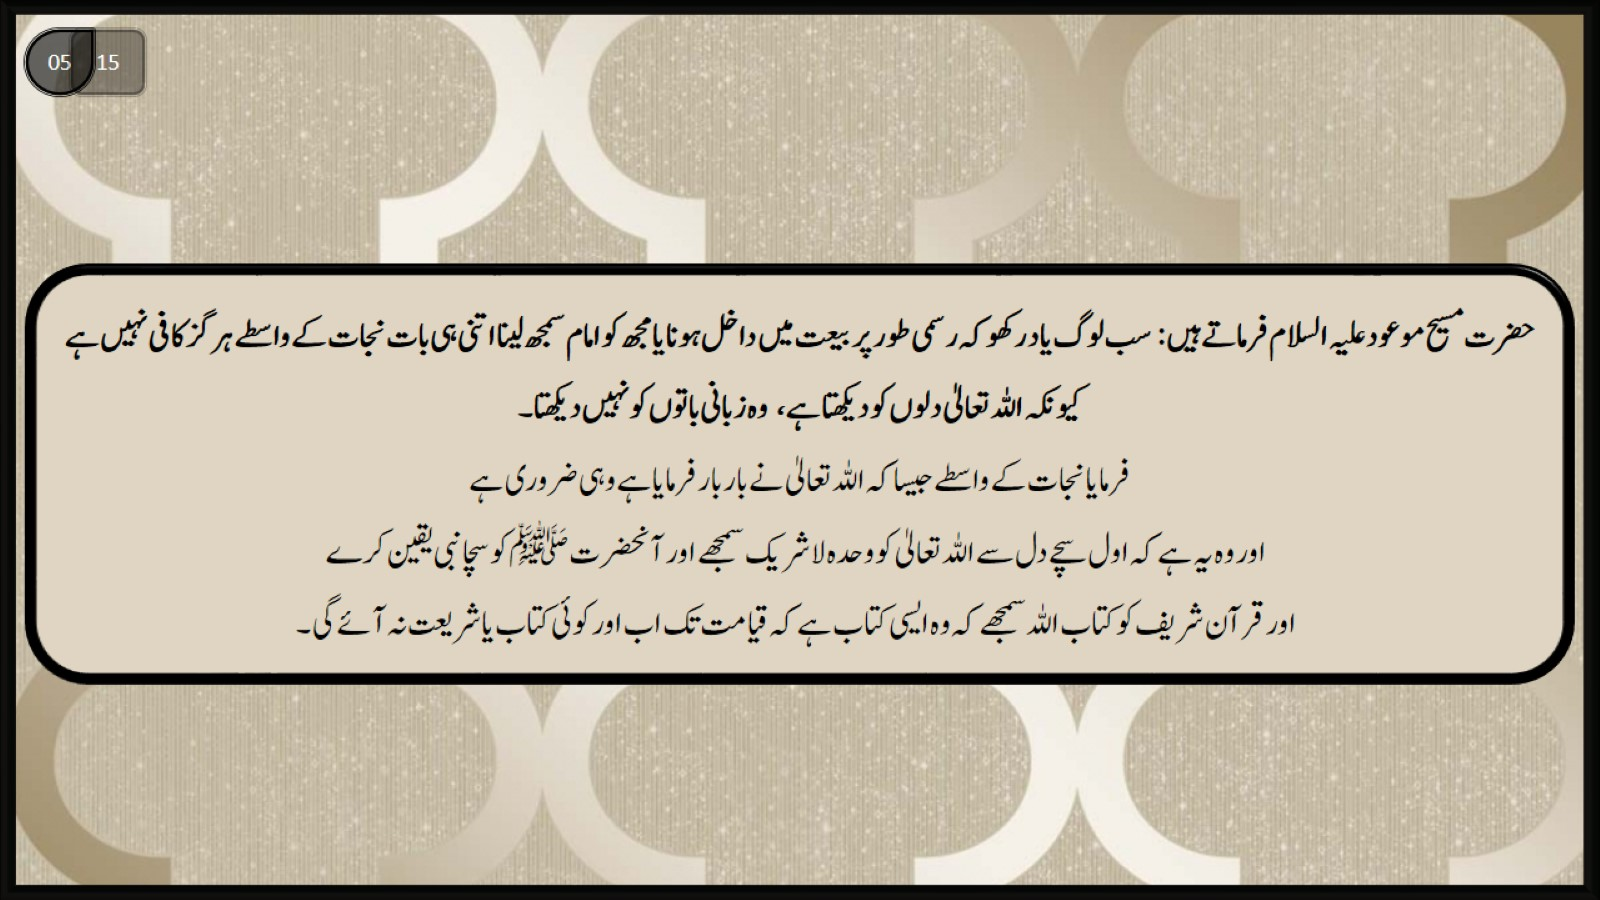 05 15
حضرت مسیح موعود علیہ السلام فرماتے ہیں: سب لوگ یاد رکھو کہ رسمی طور پر بیعت میں داخل ہونا یا مجھ کو امام سمجھ لینا اتنی ہی بات نجات کے واسطے ہر گز کافی نہیں ہے
کیونکہ اللہ تعالیٰ دلوں کو دیکھتا ہے، وہ زبانی باتوں کو نہیں دیکھتا۔
فرمایا نجات کے واسطے جیسا کہ اللہ تعالیٰ نے بار بار فرمایا ہے وہی ضروری ہے
اور وہ یہ ہے کہ اول سچے دل سے اللہ تعالیٰ کو وحدہ لا شریک سمجھے اور آنحضرت ﷺ کو سچا نبی یقین کرے
اور قرآن شریف کو کتاب اللہ سمجھے کہ وہ ایسی کتاب ہے کہ قیامت تک اب اور کوئی کتاب یا شریعت نہ آئے گی۔